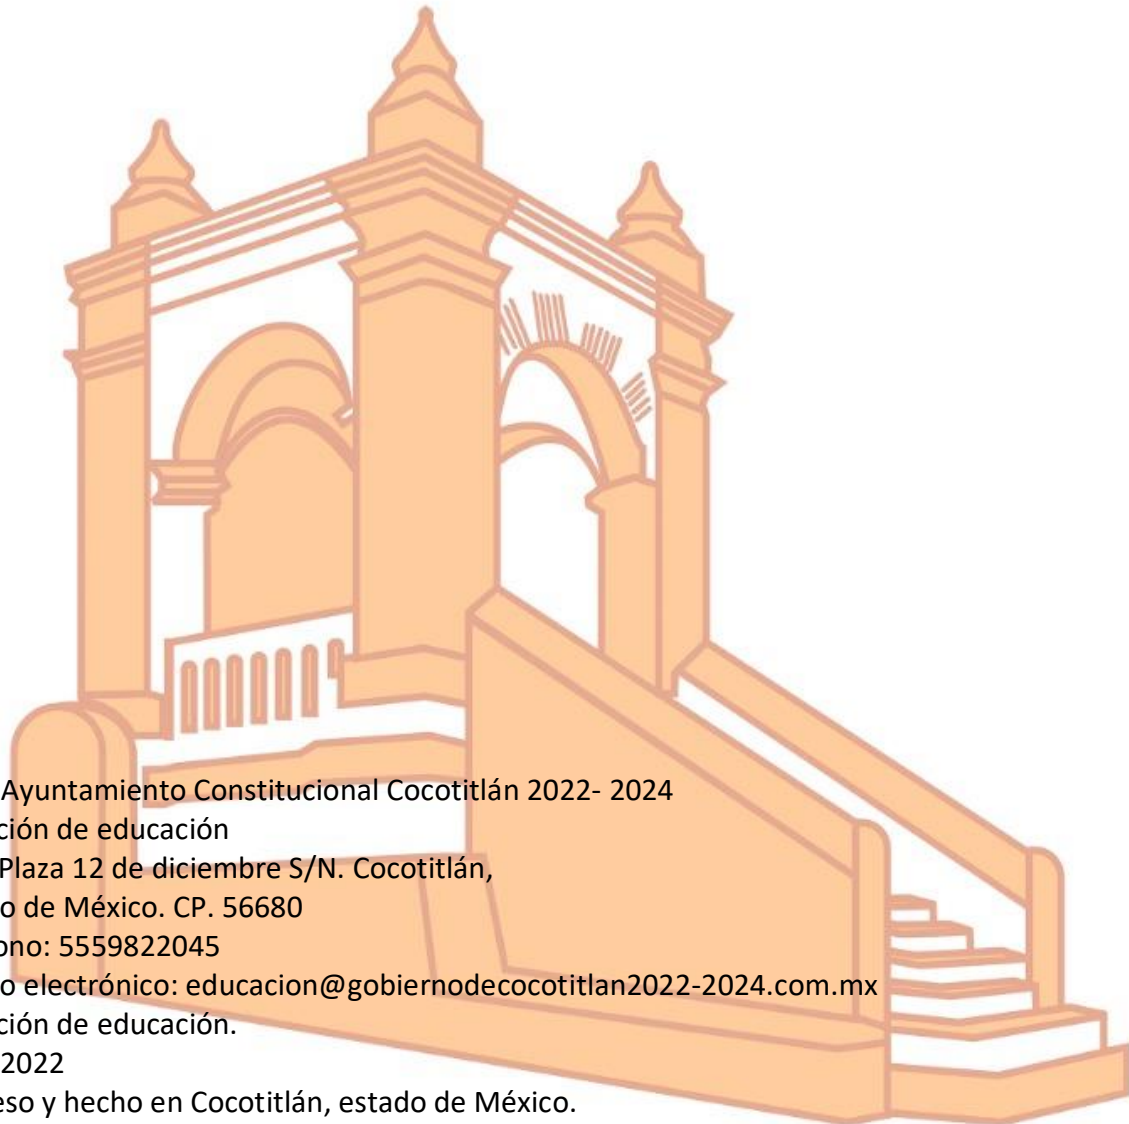 Ayuntamiento Constitucional Cocotitlán 2022- 2024
ción de educación
Plaza 12 de diciembre S/N. Cocotitlán,
o de México. CP. 56680
ono: 5559822045
o electrónico: educacion@gobiernodecocotitlan2022-2024.com.mx
ción de educación.
2022
eso y hecho en Cocotitlán, estado de México.